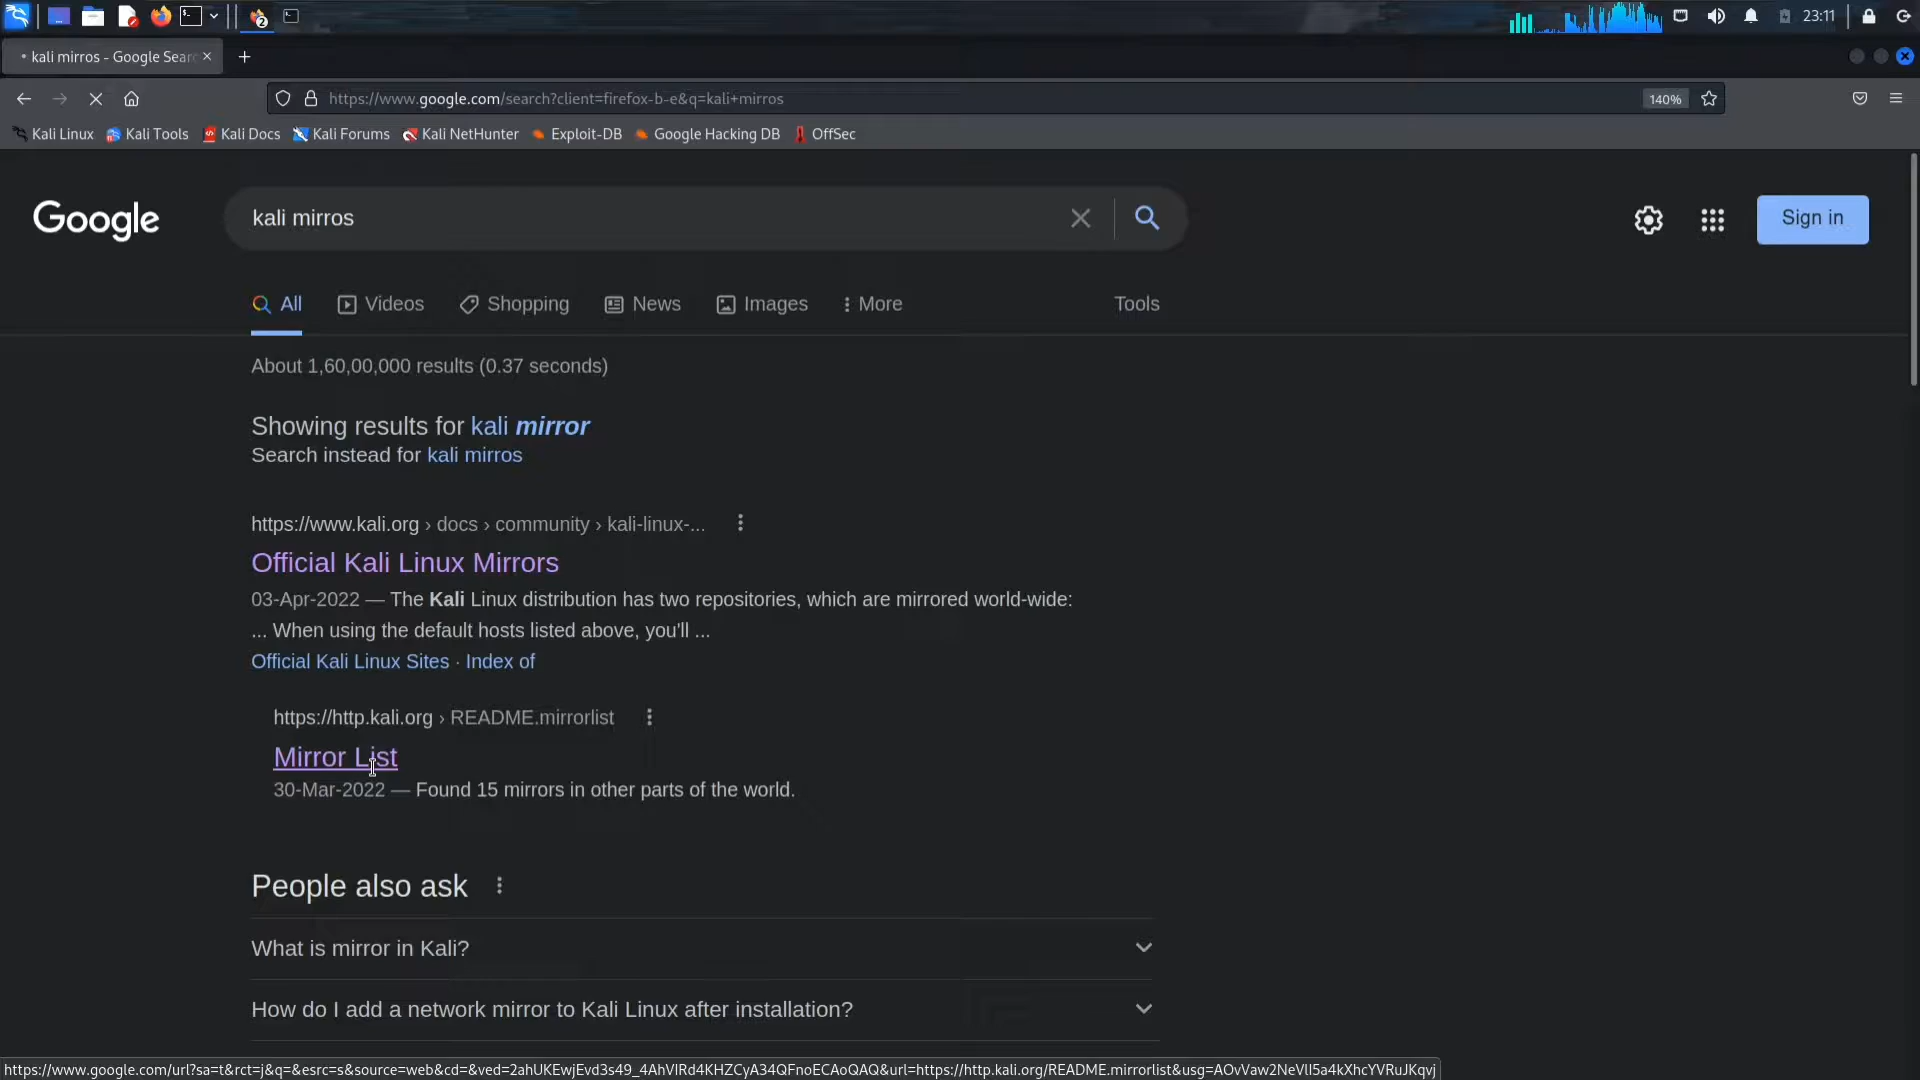 23:11
kali mirros - Google Sear
https://www.google.com/search?client=firefox-b-e&q=kali+mirros
140%
Kali Linux
Kali Tools
Kali Docs
Kali Forums
Kali NetHunter
Exploit-DB
Google Hacking DB
OffSec
Google
kali mirros
Sign in
All
Videos
Shopping
News
Images
More
Tools
About 1,60,00,000 results (0.37 seconds)
Showing results for kali mirror
Search instead for kali mirros
https://www.kali.org › docs › community › kali-linux-...
Official Kali Linux Mirrors
03-Apr-2022 — The Kali Linux distribution has two repositories, which are mirrored world-wide:
... When using the default hosts listed above, you'll ...
Official Kali Linux Sites · Index of
https://http.kali.org › README.mirrorlist
Mirror List
30-Mar-2022 — Found 15 mirrors in other parts of the world.
People also ask
What is mirror in Kali?
How do I add a network mirror to Kali Linux after installation?
https://www.google.com/url?sa=t&rct=j&q=&esrc=s&source=web&cd=&ved=2ahUKEwjEvd3s49_4AhVIRd4KHZCyA34QFnoECAoQAQ&url=https://http.kali.org/README.mirrorlist&usg=AOvVaw2NeVlI5a4kXhcYVRuJKqvj